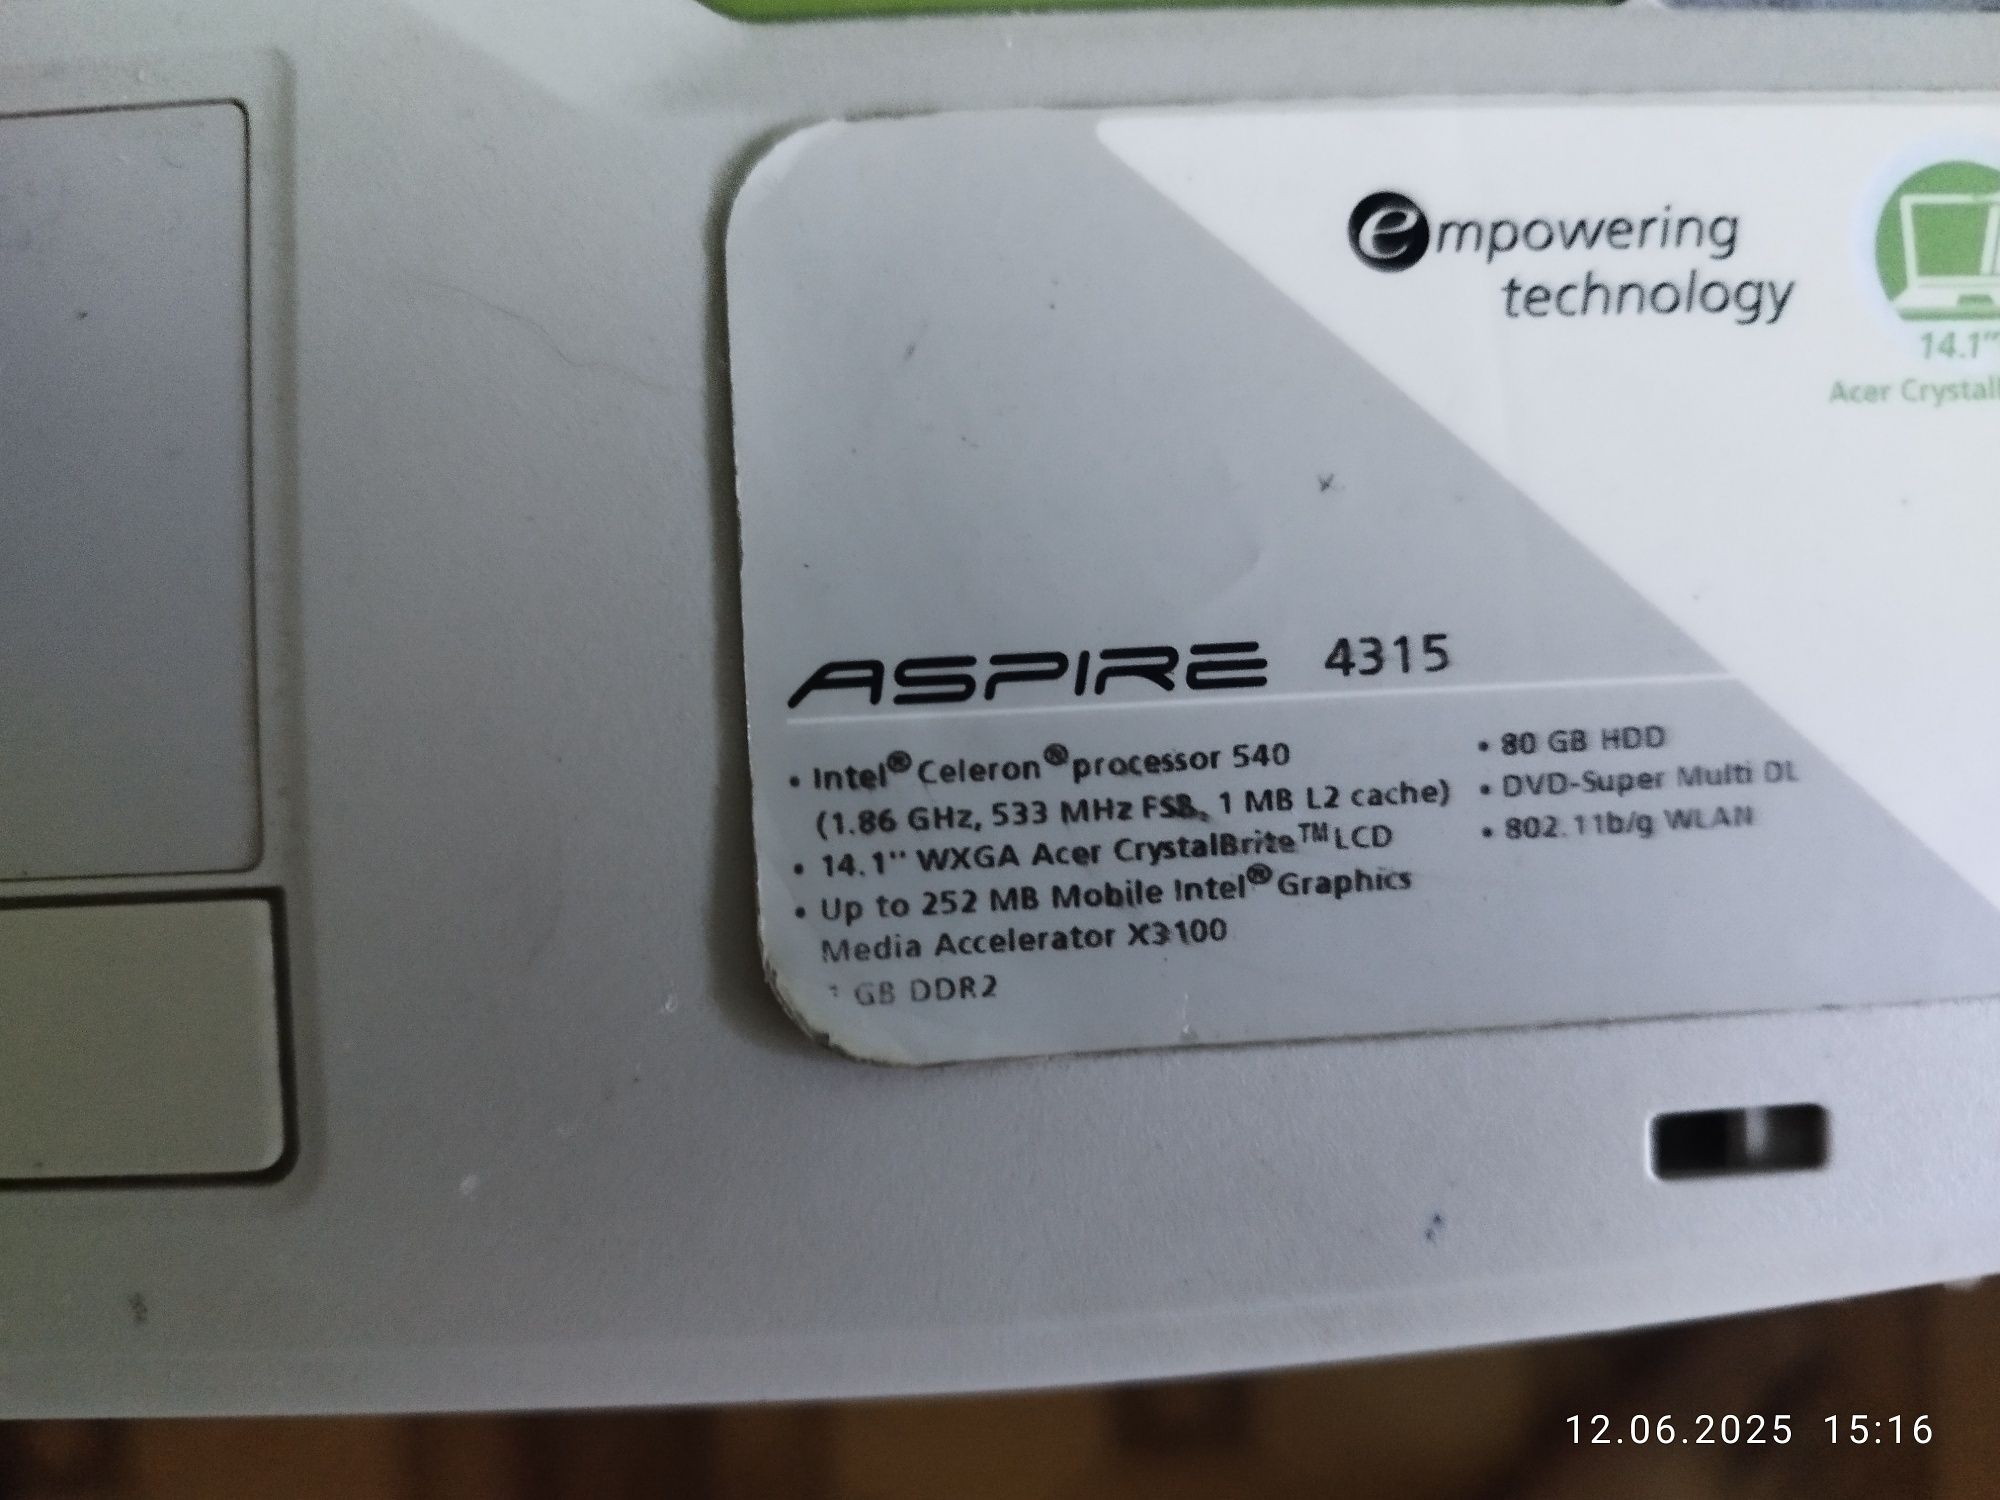 empowering
technology
14.1"
Acer Crystal
ASPIRE 4315
• Intel® Celeron® processor 540
(1.86 GHz, 533 MHz FSB, 1 MB L2 cache)
• 14.1" WXGA Acer CrystalBrite™ LCD
• Up to 252 MB Mobile Intel® Graphics
Media Accelerator X3100
1 GB DDR2
• 80 GB HDD
• DVD-Super Multi DL
• 802.11b/g WLAN
12.06.2025 15:16